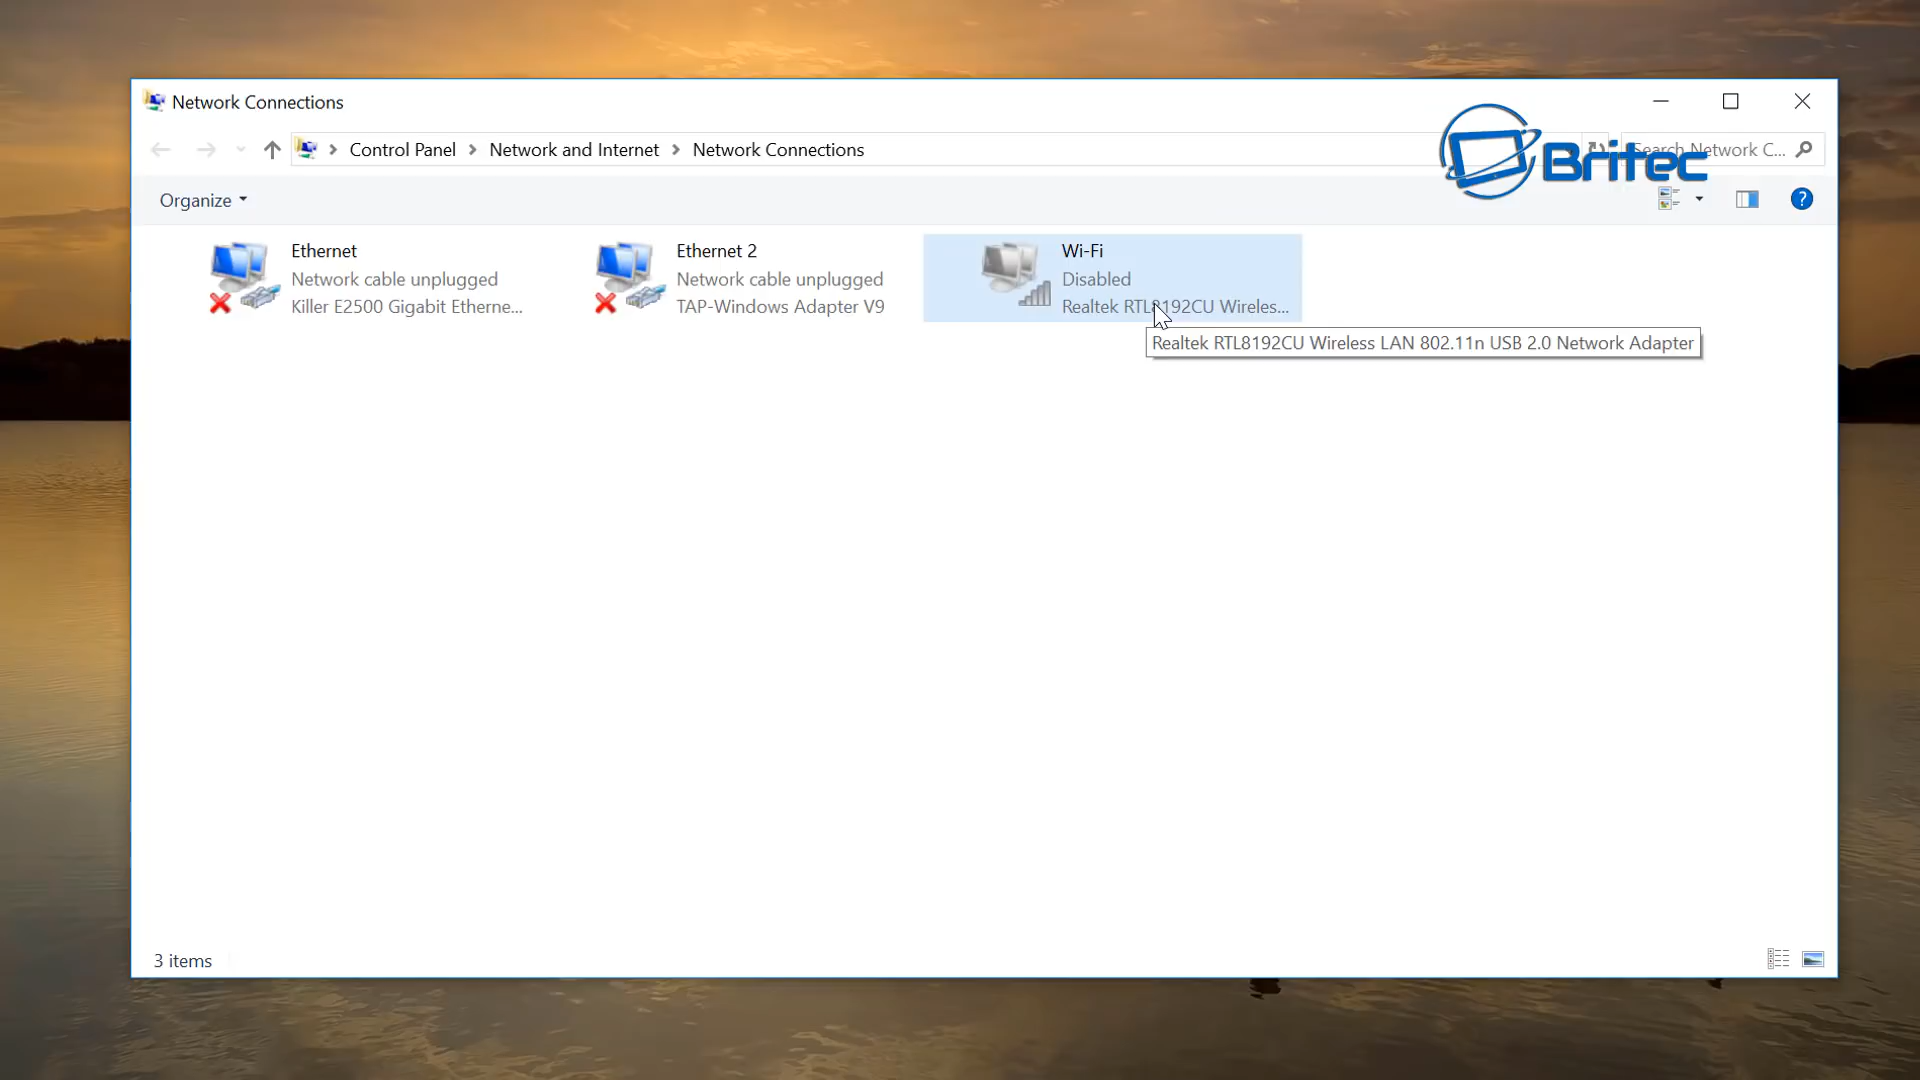 Network Connections
Control Panel > Network and Internet > Network Connections
Search Network C...
Britec
Organize
?
Ethernet
Network cable unplugged
Killer E2500 Gigabit Etherne...
Ethernet 2
Network cable unplugged
TAP-Windows Adapter V9
Wi-Fi
Disabled
Realtek RTL8192CU Wireles...
Realtek RTL8192CU Wireless LAN 802.11n USB 2.0 Network Adapter
3 items